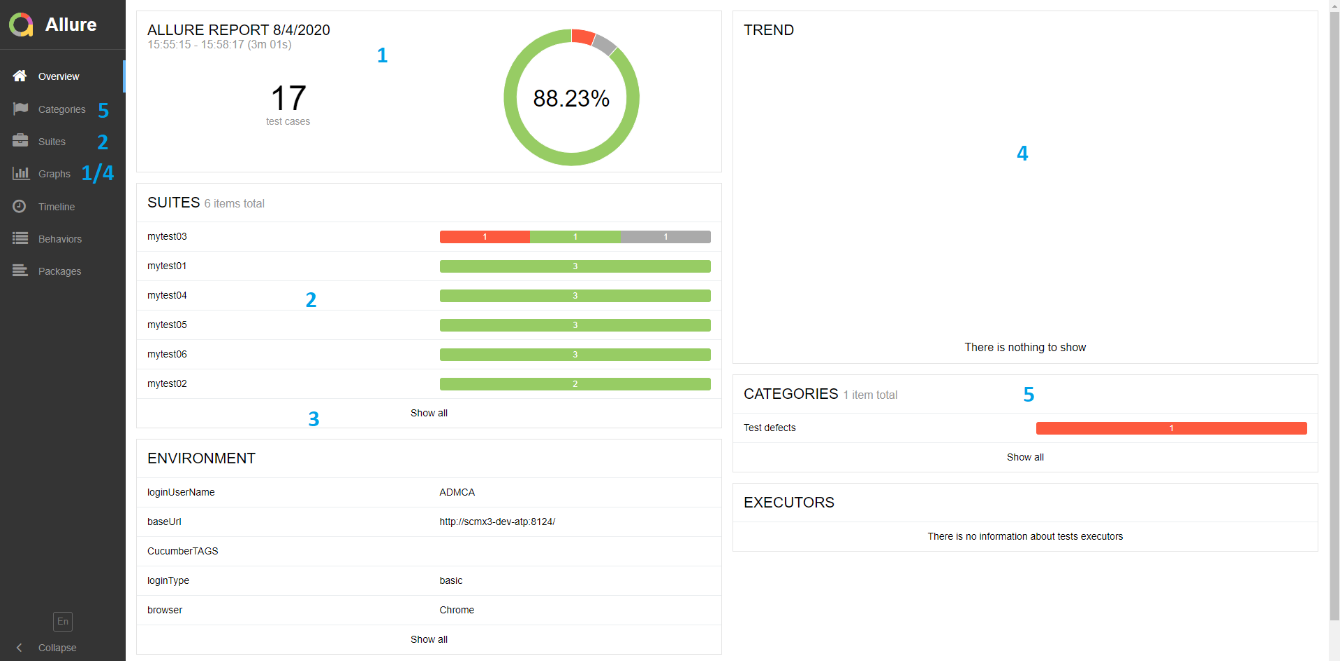 Allure
Overview
Categories 5
Suites 2
Graphs 1/4
Timeline
Behaviors
Packages
En
Collapse
ALLURE REPORT 8/4/2020
15:55:15 - 15:58:17 (3m 01s)
1
17
test cases
88.23%
SUITES 6 items total
mytest03 1 1 1
mytest01 3
mytest04 3
2
mytest05 3
mytest06 3
mytest02 2
Show all
3
ENVIRONMENT
loginUserName ADMCA
baseUrl http://scmx3-dev-atp:8124/
CucumberTAGS
loginType basic
browser Chrome
Show all
TREND
4
There is nothing to show
CATEGORIES 1 item total 5
Test defects 1
Show all
EXECUTORS
There is no information about tests executors